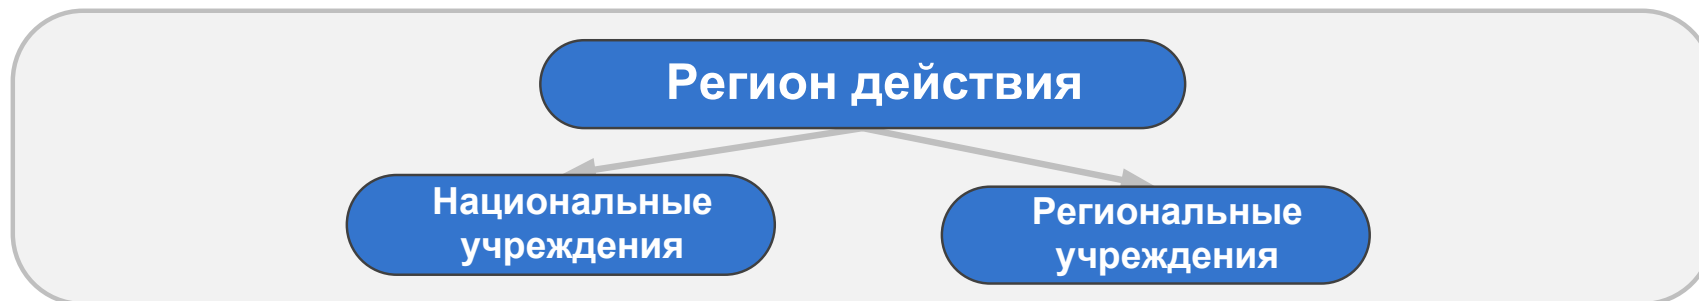 Регион действия
Национальные
учреждения
Региональные
учреждения